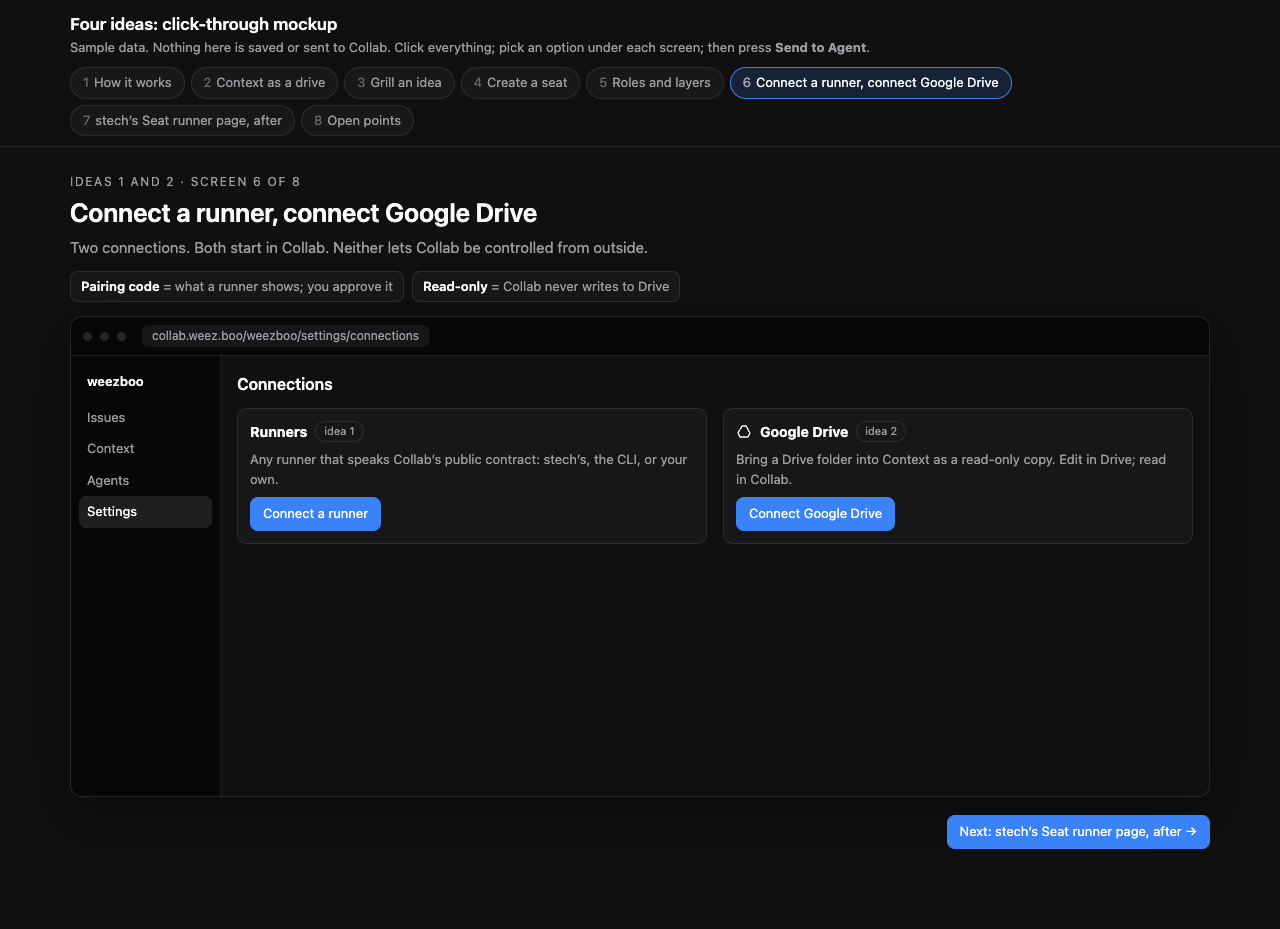 Four ideas: click-through mockup
Sample data. Nothing here is saved or sent to Collab. Click everything; pick an option under each screen; then press Send to Agent.
1 How it works
2 Context as a drive
3 Grill an idea
4 Create a seat
5 Roles and layers
6 Connect a runner, connect Google Drive
7 stech’s Seat runner page, after
8 Open points
IDEAS 1 AND 2 · SCREEN 6 OF 8
Connect a runner, connect Google Drive
Two connections. Both start in Collab. Neither lets Collab be controlled from outside.
Pairing code = what a runner shows; you approve it
Read-only = Collab never writes to Drive
collab.weez.boo/weezboo/settings/connections
weezboo
Issues
Context
Agents
Settings
Connections
Runners idea 1
Any runner that speaks Collab’s public contract: stech’s, the CLI, or your
own.
Connect a runner
Google Drive idea 2
Bring a Drive folder into Context as a read-only copy. Edit in Drive; read
in Collab.
Connect Google Drive
Next: stech’s Seat runner page, after →